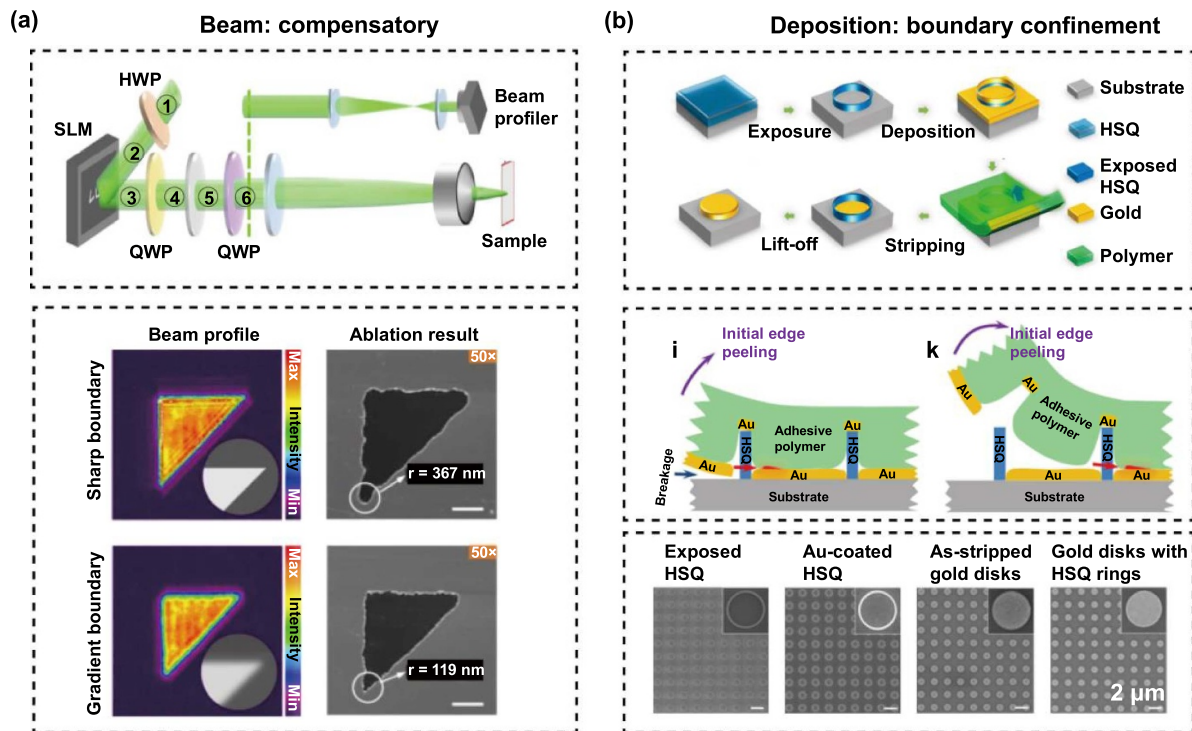 (a)
Beam: compensatory
HWP
1
SLM
2
3
4
5
6
QWP
QWP
Beam
profiler
Sample
Beam profile
Ablation result
Sharp boundary
Max
Intensity
Min
50×
r = 367 nm
Gradient boundary
Max
Intensity
Min
50×
r = 119 nm
(b)
Deposition: boundary confinement
Exposure
Deposition
Lift-off
Stripping
Substrate
HSQ
Exposed
HSQ
Gold
Polymer
i
Initial edge
peeling
Au
Au
HSQ
Adhesive
polymer
HSQ
Breakage
Au
Au
Au
Substrate
k
Initial edge
peeling
Au
Au
Adhesive
polymer
Au
HSQ
HSQ
Au
Au
Substrate
Exposed
HSQ
Au-coated
HSQ
As-stripped
gold disks
Gold disks with
HSQ rings
2 µm